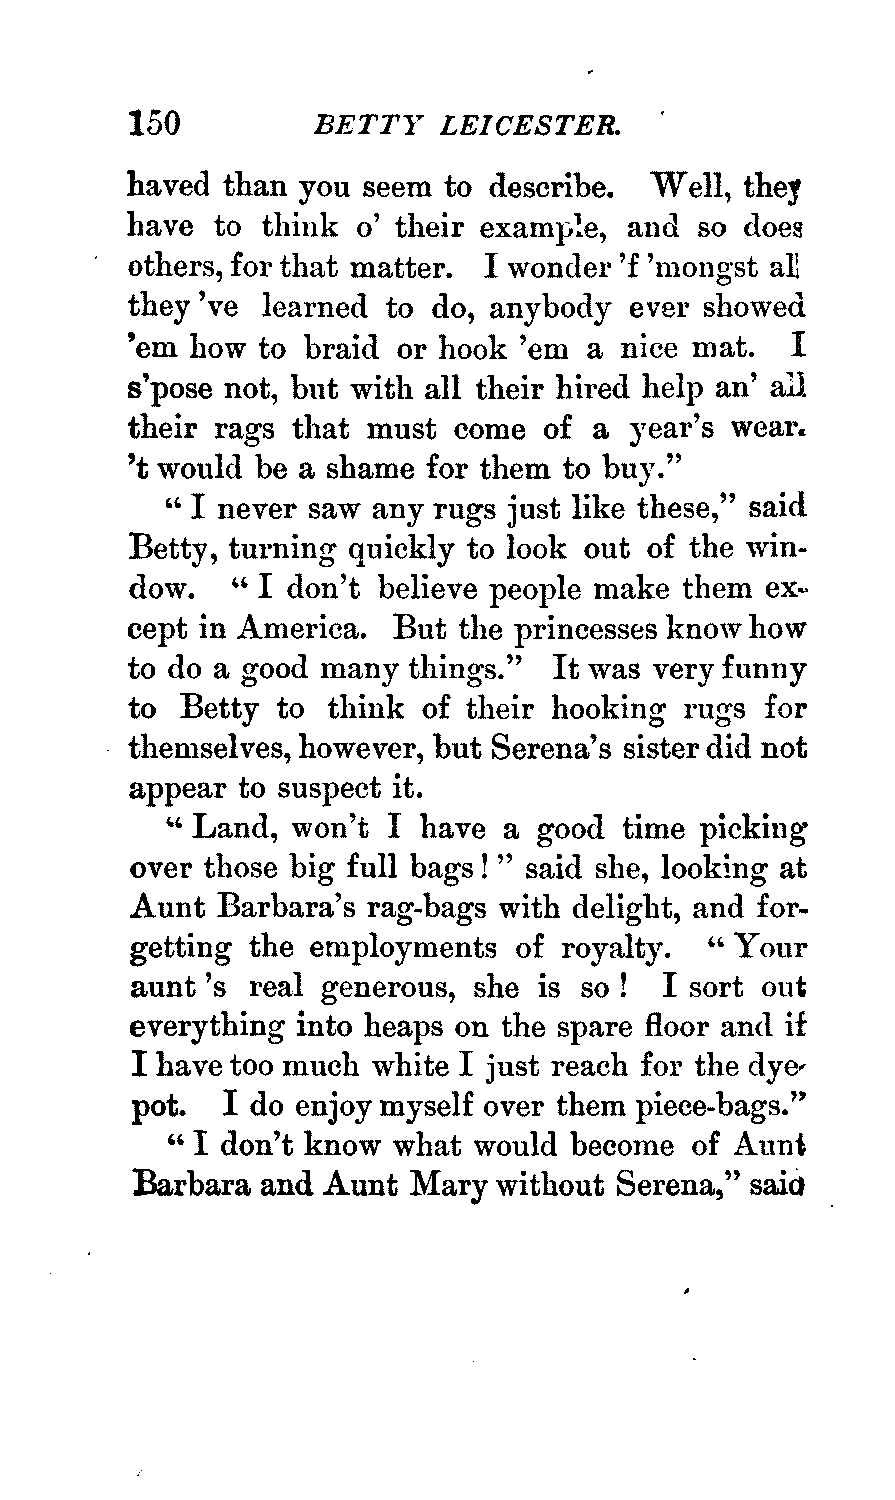 150 BETTY LEICESTER.
haved than you seem to describe. Well, they
have to think o' their example, and so does
others, for that matter. I wonder 'f 'mongst all
they 've learned to do, anybody ever showed
'em how to braid or hook 'em a nice mat. I
s'pose not, but with all their hired help an' all
their rags that must come of a year's wear.
't would be a shame for them to buy."
" I never saw any rugs just like these," said
Betty, turning quickly to look out of the win-
dow. " I don't believe people make them ex-
cept in America. But the princesses know how
to do a good many things." It was very funny
to Betty to think of their hooking rugs for
themselves, however, but Serena's sister did not
appear to suspect it.
" Land, won't I have a good time picking
over those big full bags! " said she, looking at
Aunt Barbara's rag-bags with delight, and for-
getting the employments of royalty. " Your
aunt 's real generous, she is so ! I sort out
everything into heaps on the spare floor and if
I have too much white I just reach for the dye-
pot. I do enjoy myself over them piece-bags."
" I don't know what would become of Aunt
Barbara and Aunt Mary without Serena," said